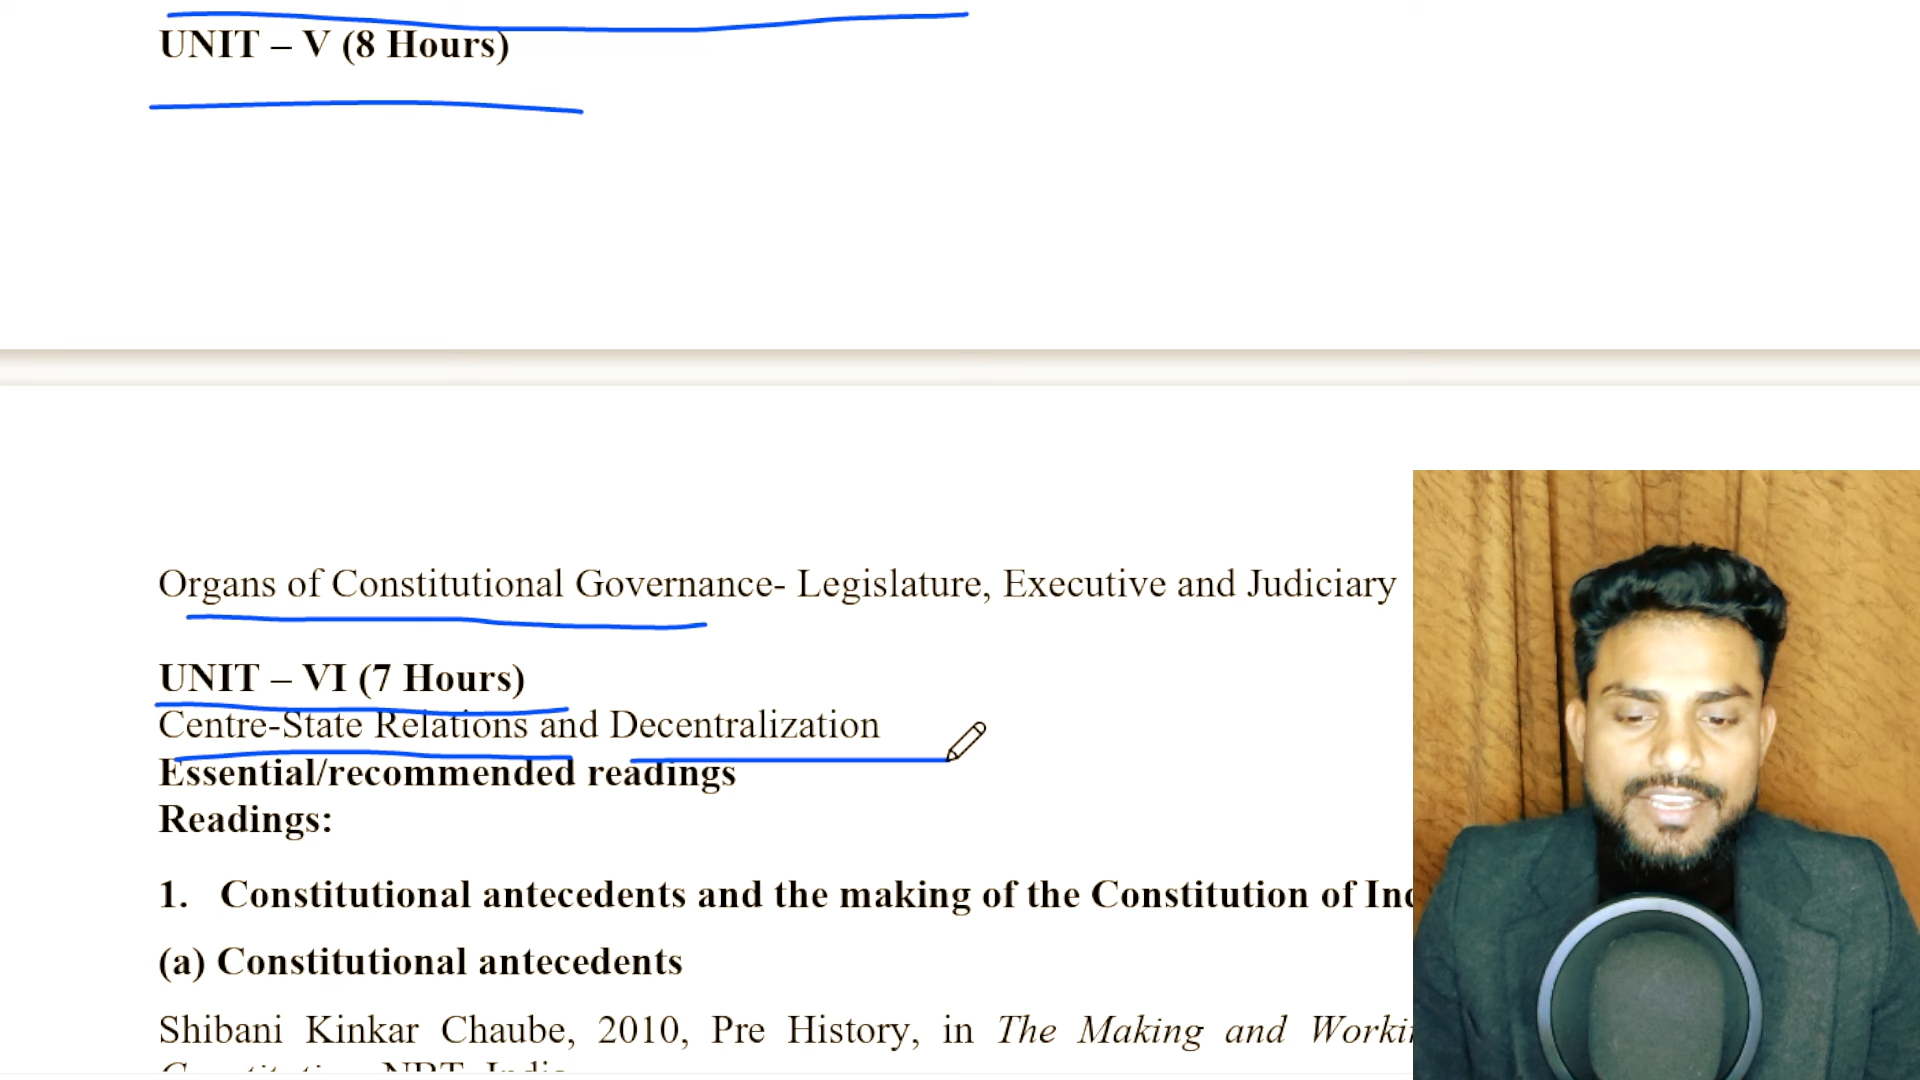 UNIT – V (8 Hours)
Organs of Constitutional Governance- Legislature, Executive and Judiciary
UNIT – VI (7 Hours)
Centre-State Relations and Decentralization
Essential/recommended readings
Readings:
1. Constitutional antecedents and the making of the Constitution of
(a) Constitutional antecedents
Shibani Kinkar Chaube, 2010, Pre History, in The Making and
NBT, India